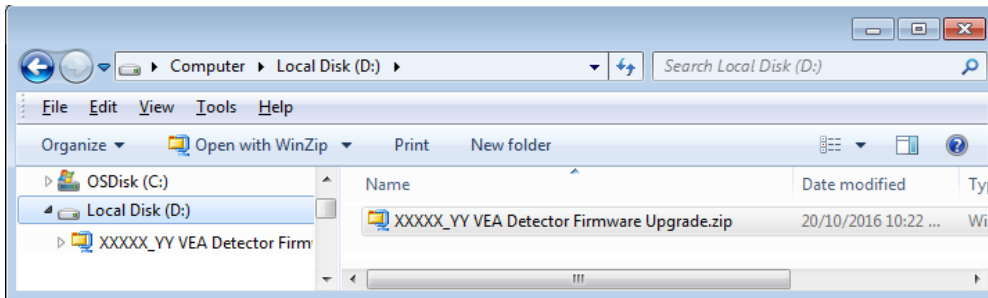 Computer Local Disk (D:)
Search Local Disk (D:)
File Edit View Tools Help
Organize Open with WinZip Print New folder
OSDisk (C:)
Name Date modified Ty
Local Disk (D:)
XXXXX_YY VEA Detector Firmware Upgrade.zip 20/10/2016 10:22 ... Wi
XXXXX_YY VEA Detector Firm